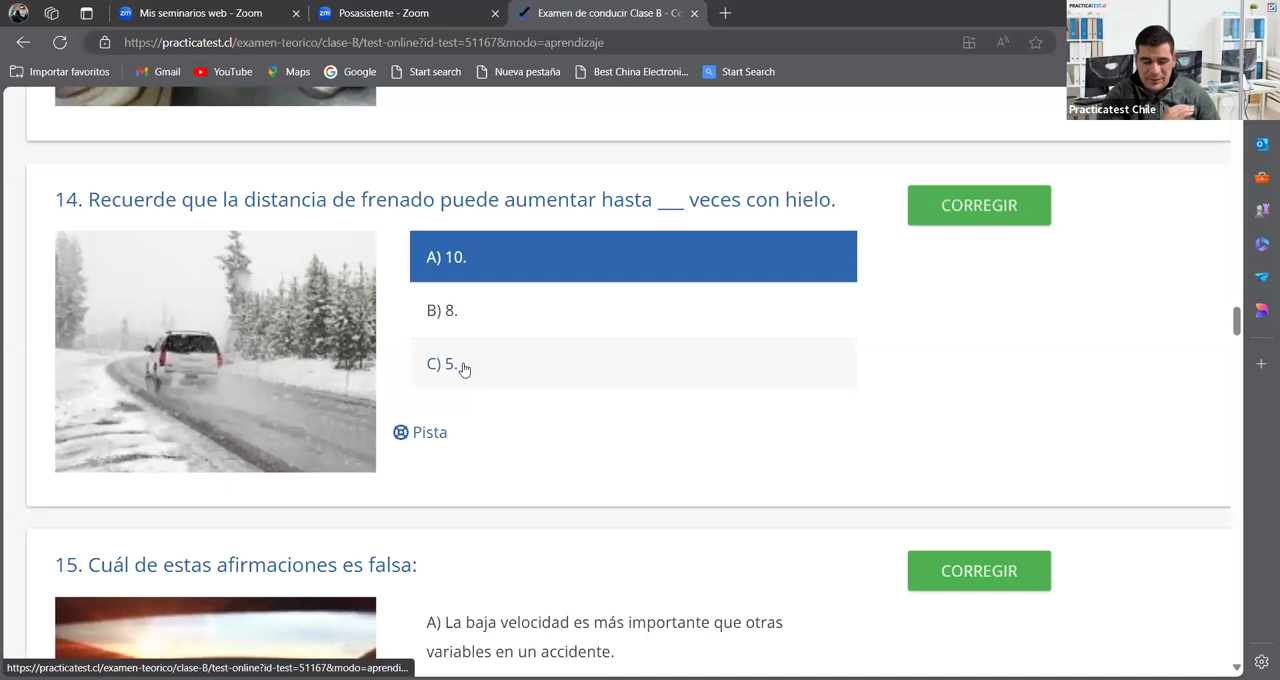 Mis seminarios web - Zoom
Posasistente - Zoom
Examen de conducir Clase B - Cc
https://practicatest.cl/examen-teorico/clase-B/test-online?id-test=51167&modo=aprendizaje
Importar favoritos
Gmail
YouTube
Maps
Google
Start search
Nueva pestaña
Best China Electroni...
Start Search
PRACTICATEST.cl
Practicatest Chile
14. Recuerde que la distancia de frenado puede aumentar hasta ___ veces con hielo.
CORREGIR
A) 10.
B) 8.
C) 5.
Pista
15. Cuál de estas afirmaciones es falsa:
CORREGIR
A) La baja velocidad es más importante que otras
variables en un accidente.
https://practicatest.cl/examen-teorico/clase-B/test-online?id-test=51167&modo=aprendi...